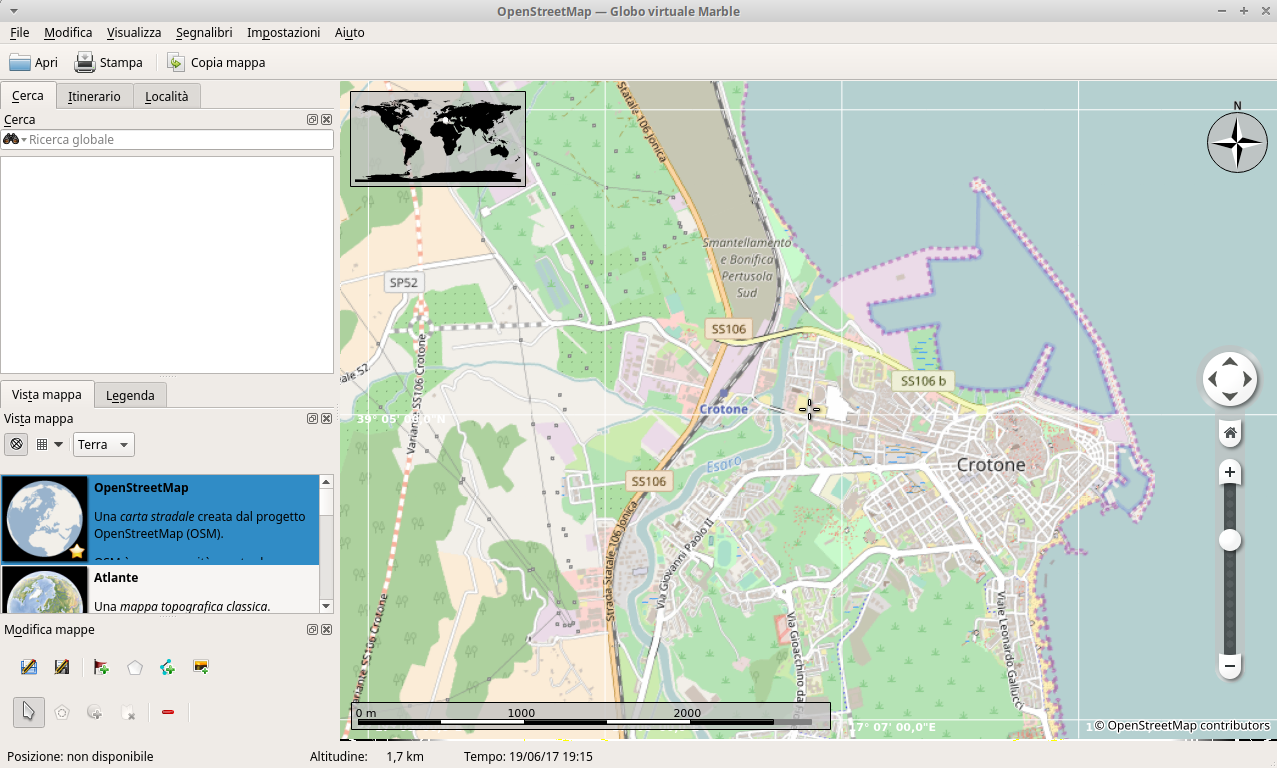 OpenStreetMap — Globo virtuale Marble
File Modifica Visualizza Segnalibri Impostazioni Aiuto
Apri Stampa Copia mappa
Cerca Itinerario Località
Cerca
Ricerca globale
Vista mappa Legenda
Vista mappa
Terra
OpenStreetMap
Una carta stradale creata dal progetto
OpenStreetMap (OSM).
Atlante
Una mappa topografica classica.
Modifica mappe
Statale 106 Jonica
N
Smantellamento
e Bonifica
Pertusola
Sud
SP52
SS106
SS106 b
Variante SS106 Crotone
Crotone
Esaro
Crotone
SS106
Via Giovanni Paolo II
Strada Statale 106 Jonica
Variante SS106 Crotone
Via Gioacchino da
Viale Leonardo Gallucci
0 m 1000 2000
17° 07' 00,0"E
© OpenStreetMap contributors
Posizione: non disponibile Altitudine: 1,7 km Tempo: 19/06/17 19:15